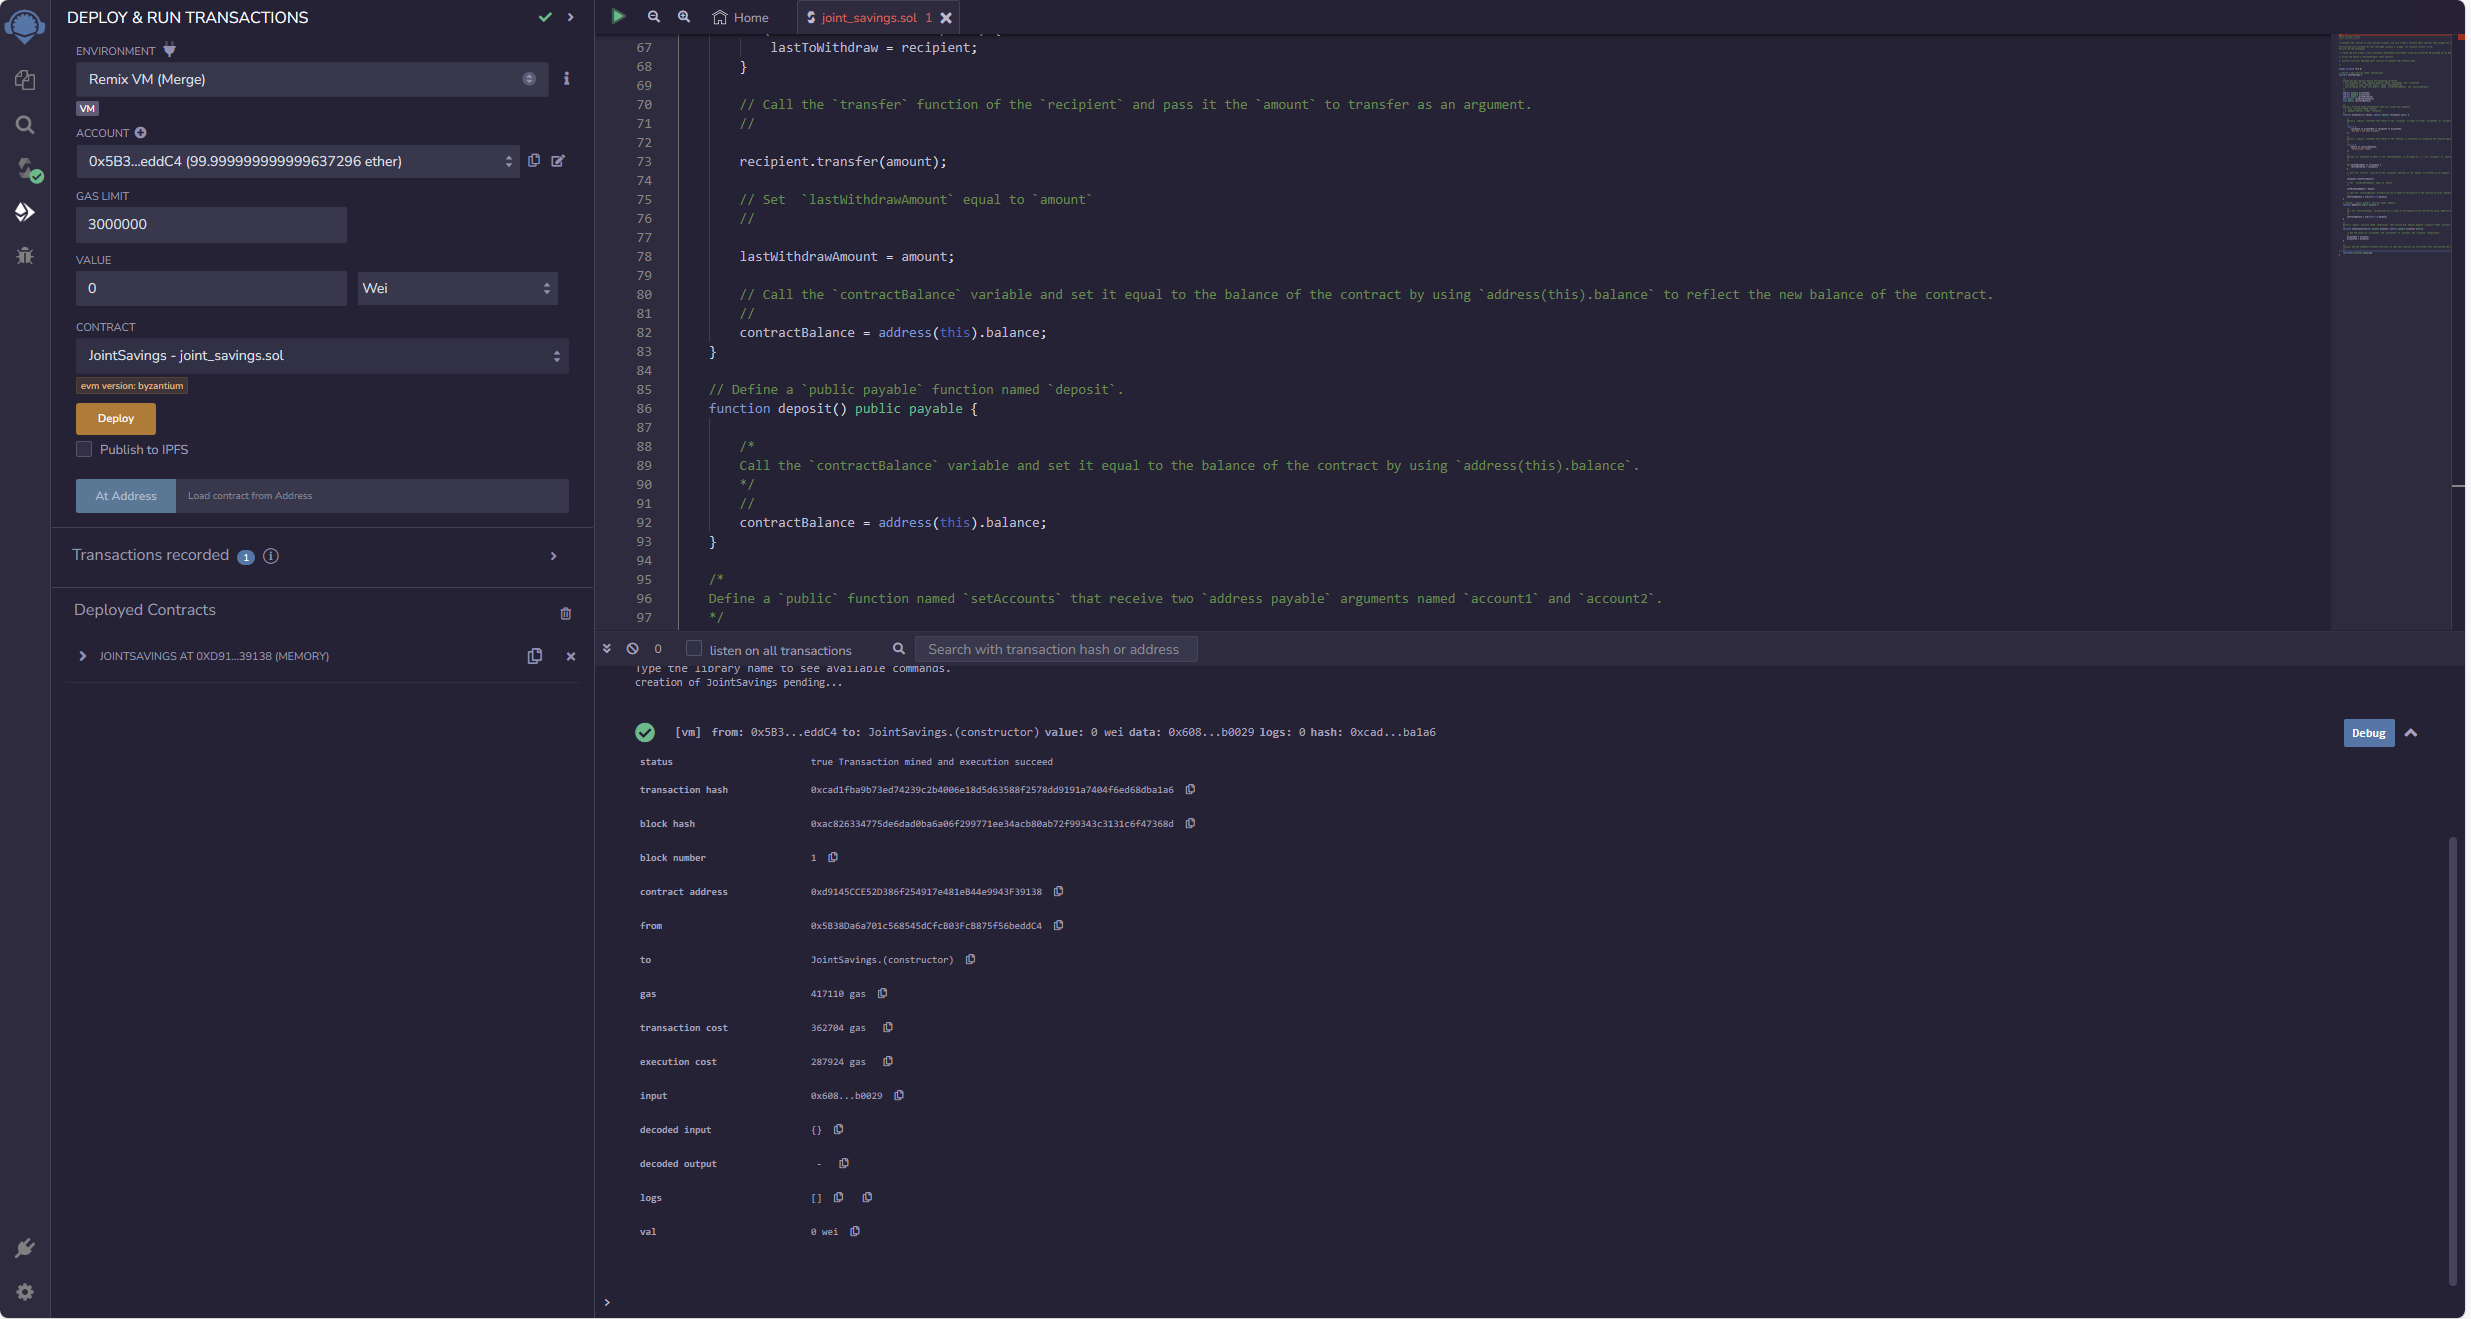 DEPLOY & RUN TRANSACTIONS
ENVIRONMENT
Remix VM (Merge)
VM
ACCOUNT
0x5B3...eddC4 (99.999999999999637296 ether)
GAS LIMIT
3000000
VALUE
0
Wei
CONTRACT
JointSavings - joint_savings.sol
evm version: byzantium
Deploy
Publish to IPFS
At Address
Load contract from Address
Transactions recorded 1
Deployed Contracts
JOINTSAVINGS AT 0XD91...39138 (MEMORY)
Home
joint_savings.sol 1
67 lastToWithdraw = recipient;
68 }
69
70 // Call the `transfer` function of the `recipient` and pass it the `amount` to transfer as an argument.
71 //
72
73 recipient.transfer(amount);
74
75 // Set  `lastWithdrawAmount` equal to `amount`
76 //
77
78 lastWithdrawAmount = amount;
79
80 // Call the `contractBalance` variable and set it equal to the balance of the contract by using `address(this).balance` to reflect the new balance of the contract.
81 //
82 contractBalance = address(this).balance;
83 }
84
85 // Define a `public payable` function named `deposit`.
86 function deposit() public payable {
87
88 /*
89 Call the `contractBalance` variable and set it equal to the balance of the contract by using `address(this).balance`.
90 */
91 //
92 contractBalance = address(this).balance;
93 }
94
95 /*
96 Define a `public` function named `setAccounts` that receive two `address payable` arguments named `account1` and `account2`.
97 */
0
listen on all transactions
Search with transaction hash or address
Type the library name to see available commands.
creation of JointSavings pending...
[vm] from: 0x5B3...eddC4 to: JointSavings.(constructor) value: 0 wei data: 0x608...b0029 logs: 0 hash: 0xcad...ba1a6
Debug
status true Transaction mined and execution succeed
transaction hash 0xcad1fba9b73ed74239c2b4006e18d5d63588f2578dd9191a7404f6ed68dba1a6
block hash 0xac826334775de6dad0ba6a06f299771ee34acb80ab72f99343c3131c6f47368d
block number 1
contract address 0xd9145CCE52D386f254917e481eB44e9943F39138
from 0x5B38Da6a701c568545dCfcB03FcB875f56beddC4
to JointSavings.(constructor)
gas 417110 gas
transaction cost 362704 gas
execution cost 287924 gas
input 0x608...b0029
decoded input {}
decoded output -
logs []
val 0 wei
>